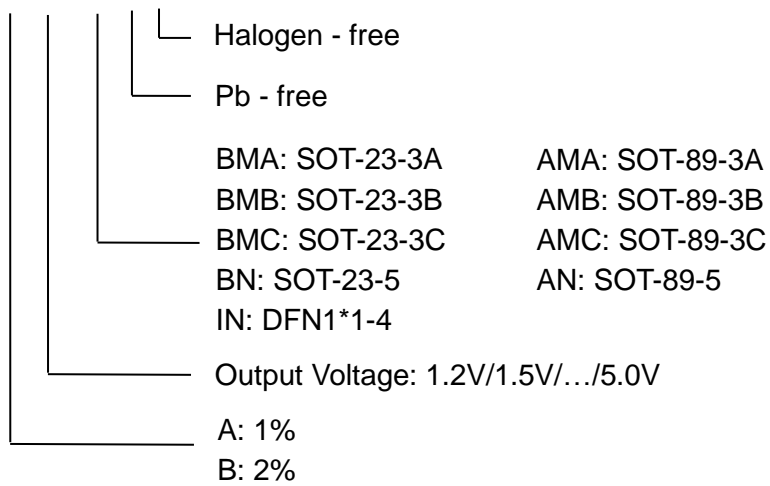 Halogen - free
Pb - free
BMA: SOT-23-3A AMA: SOT-89-3A
BMB: SOT-23-3B AMB: SOT-89-3B
BMC: SOT-23-3C AMC: SOT-89-3C
BN: SOT-23-5 AN: SOT-89-5
IN: DFN1*1-4
Output Voltage: 1.2V/1.5V/…/5.0V
A: 1%
B: 2%